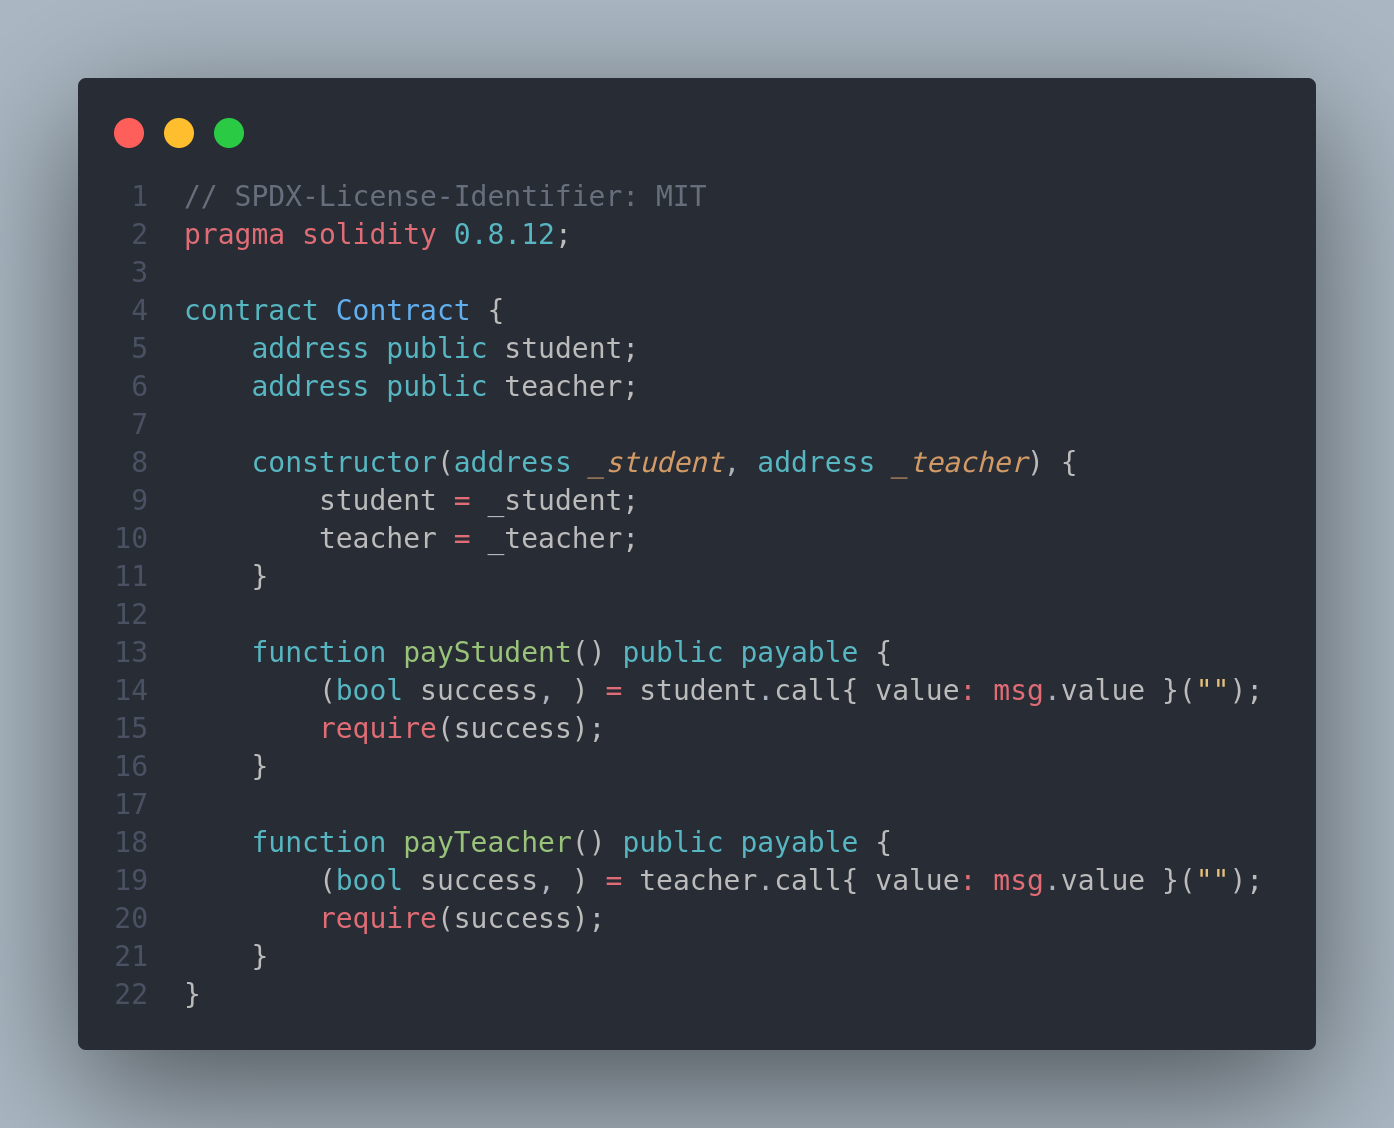 1 // SPDX-License-Identifier: MIT
2 pragma solidity 0.8.12;
3
4 contract Contract {
5     address public student;
6     address public teacher;
7
8     constructor(address _student, address _teacher) {
9         student = _student;
10         teacher = _teacher;
11     }
12
13     function payStudent() public payable {
14         (bool success, ) = student.call{ value: msg.value }("");
15         require(success);
16     }
17
18     function payTeacher() public payable {
19         (bool success, ) = teacher.call{ value: msg.value }("");
20         require(success);
21     }
22 }